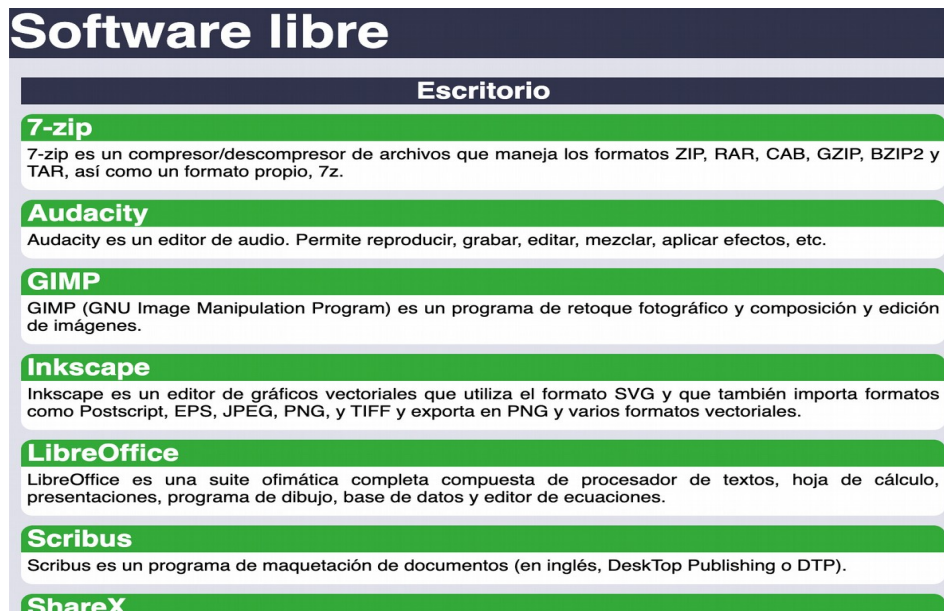 Software libre
Escritorio
7-zip
7-zip es un compresor/descompresor de archivos que maneja los formatos ZIP, RAR, CAB, GZIP, BZIP2 y
TAR, así como un formato propio, 7z.
Audacity
Audacity es un editor de audio. Permite reproducir, grabar, editar, mezclar, aplicar efectos, etc.
GIMP
GIMP (GNU Image Manipulation Program) es un programa de retoque fotográfico y composición y edición
de imágenes.
Inkscape
Inkscape es un editor de gráficos vectoriales que utiliza el formato SVG y que también importa formatos
como Postscript, EPS, JPEG, PNG, y TIFF y exporta en PNG y varios formatos vectoriales.
LibreOffice
LibreOffice es una suite ofimática completa compuesta de procesador de textos, hoja de cálculo,
presentaciones, programa de dibujo, base de datos y editor de ecuaciones.
Scribus
Scribus es un programa de maquetación de documentos (en inglés, DeskTop Publishing o DTP).
ShareX